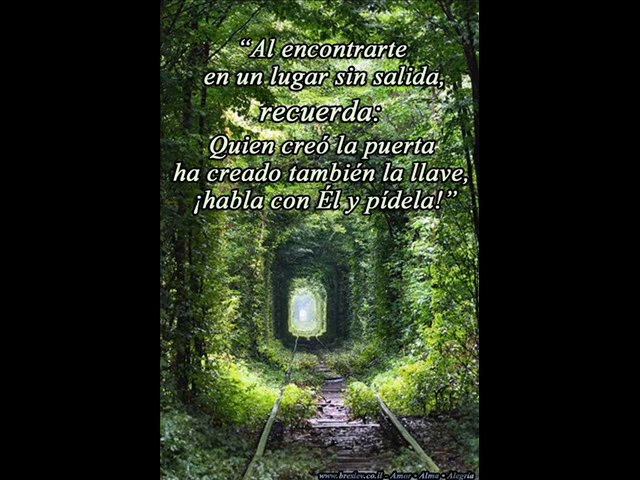 “Al encontrarte
en un lugar sin salida,
recuerda:
Quien creó la puerta
ha creado también la llave,
¡habla con Él y pídela!”
www.breslev.co.il - Amor • Alma • Alegría